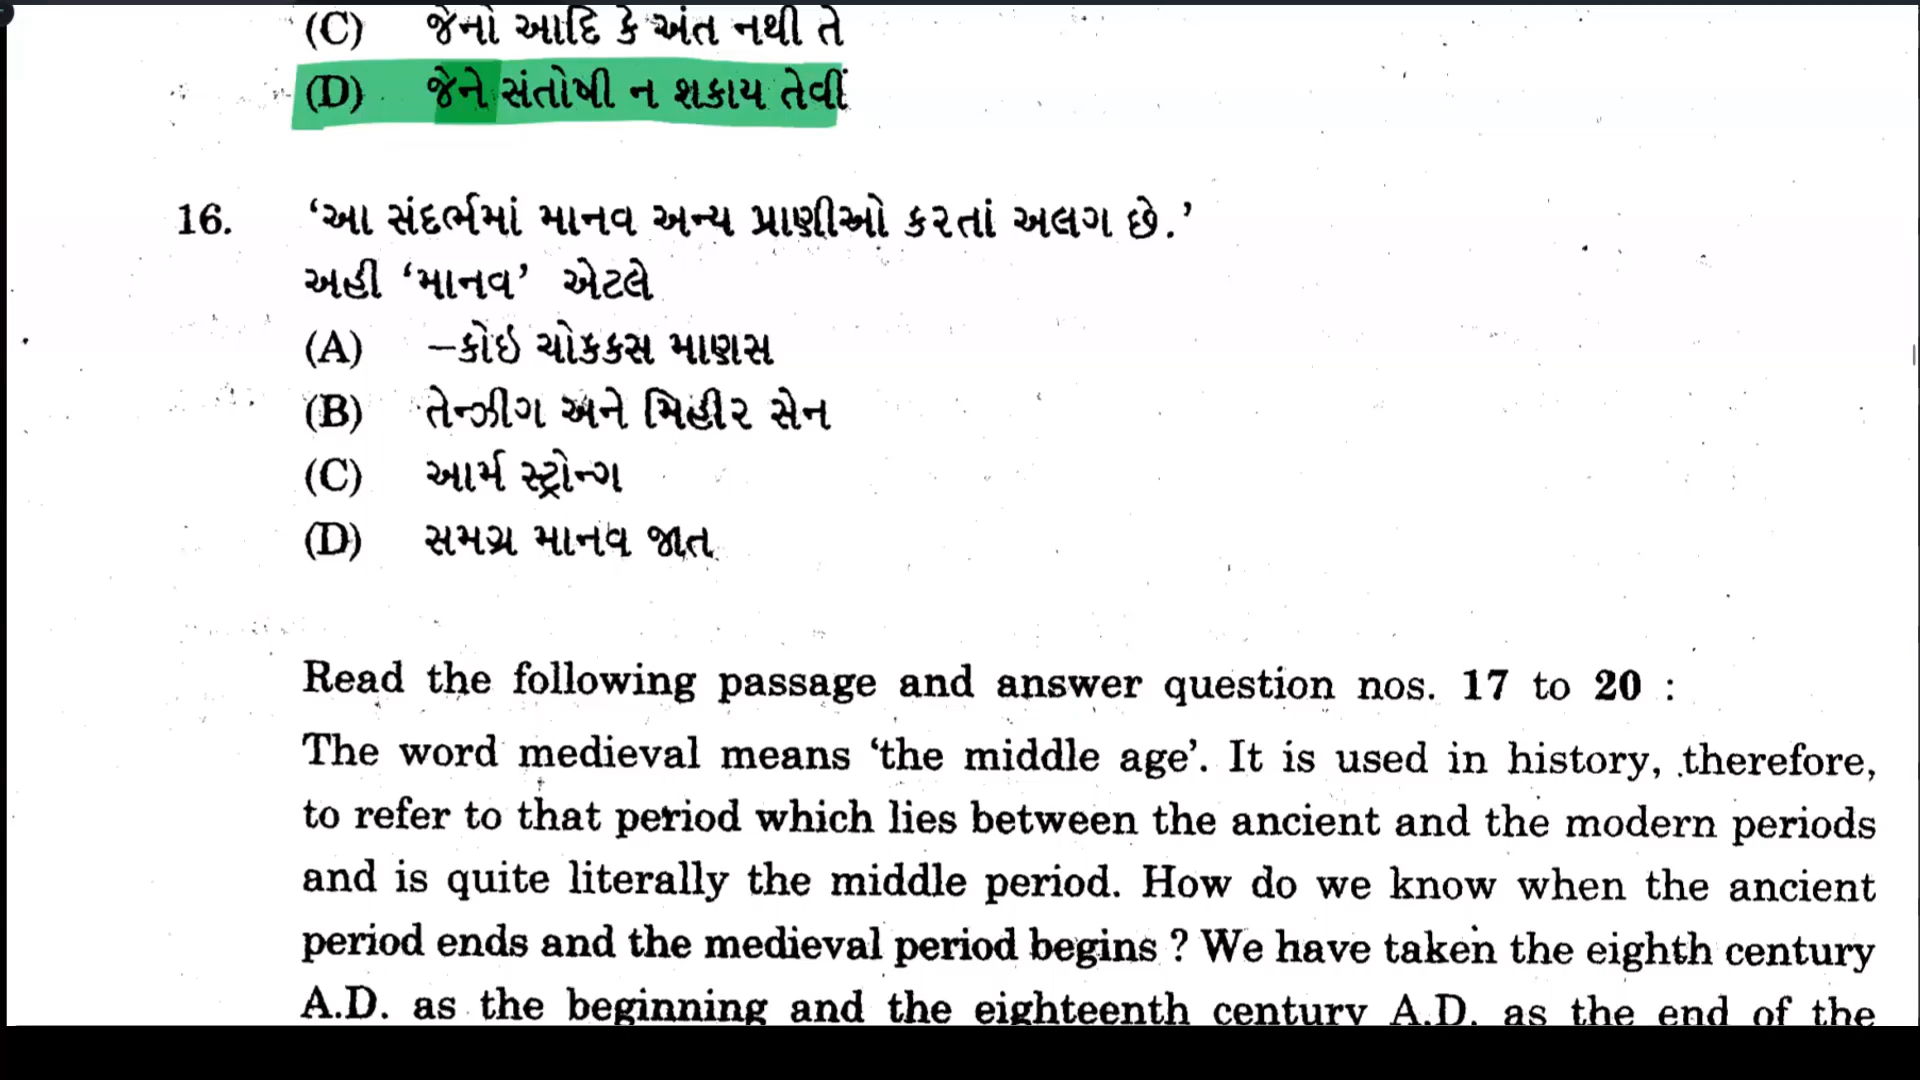 (C) જેનો આદિ કે અંત નથી તે
(D) જેને સંતોષી ન શકાય તેવી
16. ‘આ સંદર્ભમાં માનવ અન્ય પ્રાણીઓ કરતાં અલગ છે.’
અહીં ‘માનવ’ એટલે
(A) –કોઇ ચોકકસ માણસ
(B) તેન્ઝીગ અને મિહીર સેન
(C) આર્મ સ્ટ્રોન્ગ
(D) સમગ્ર માનવ જાત
Read the following passage and answer question nos. 17 to 20 :
The word medieval means ‘the middle age’. It is used in history, therefore,
to refer to that period which lies between the ancient and the modern periods
and is quite literally the middle period. How do we know when the ancient
period ends and the medieval period begins ? We have taken the eighth century
A.D. as the beginning and the eighteenth century A.D. as the end of the